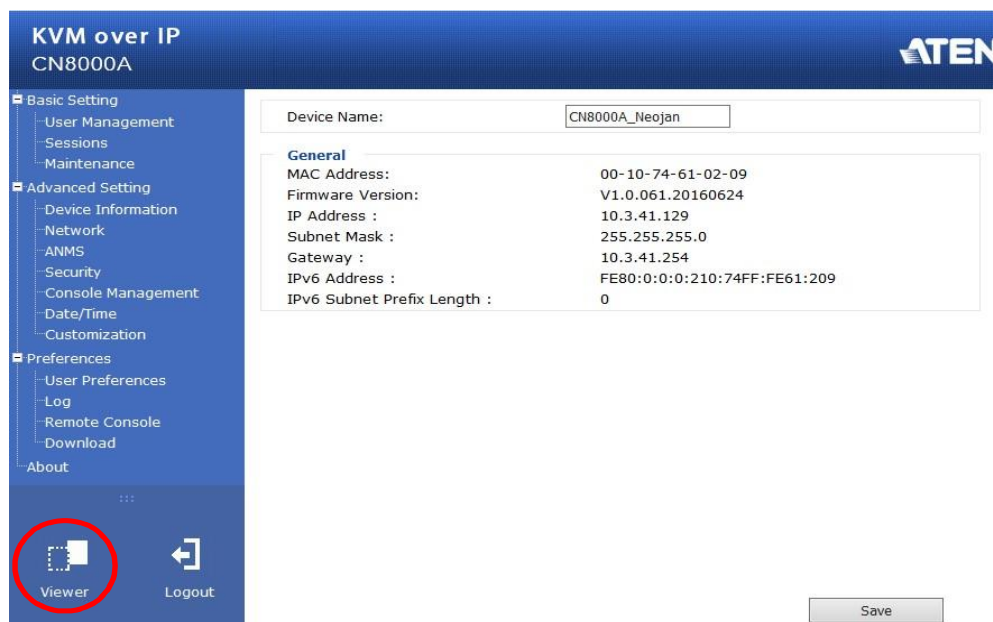 KVM over IP
CN8000A
ATEN
Basic Setting
User Management
Sessions
Maintenance
Advanced Setting
Device Information
Network
ANMS
Security
Console Management
Date/Time
Customization
Preferences
User Preferences
Log
Remote Console
Download
About
Viewer
Logout
Device Name: CN8000A_Neojan
General
MAC Address: 00-10-74-61-02-09
Firmware Version: V1.0.061.20160624
IP Address : 10.3.41.129
Subnet Mask : 255.255.255.0
Gateway : 10.3.41.254
IPv6 Address : FE80:0:0:0:210:74FF:FE61:209
IPv6 Subnet Prefix Length : 0
Save